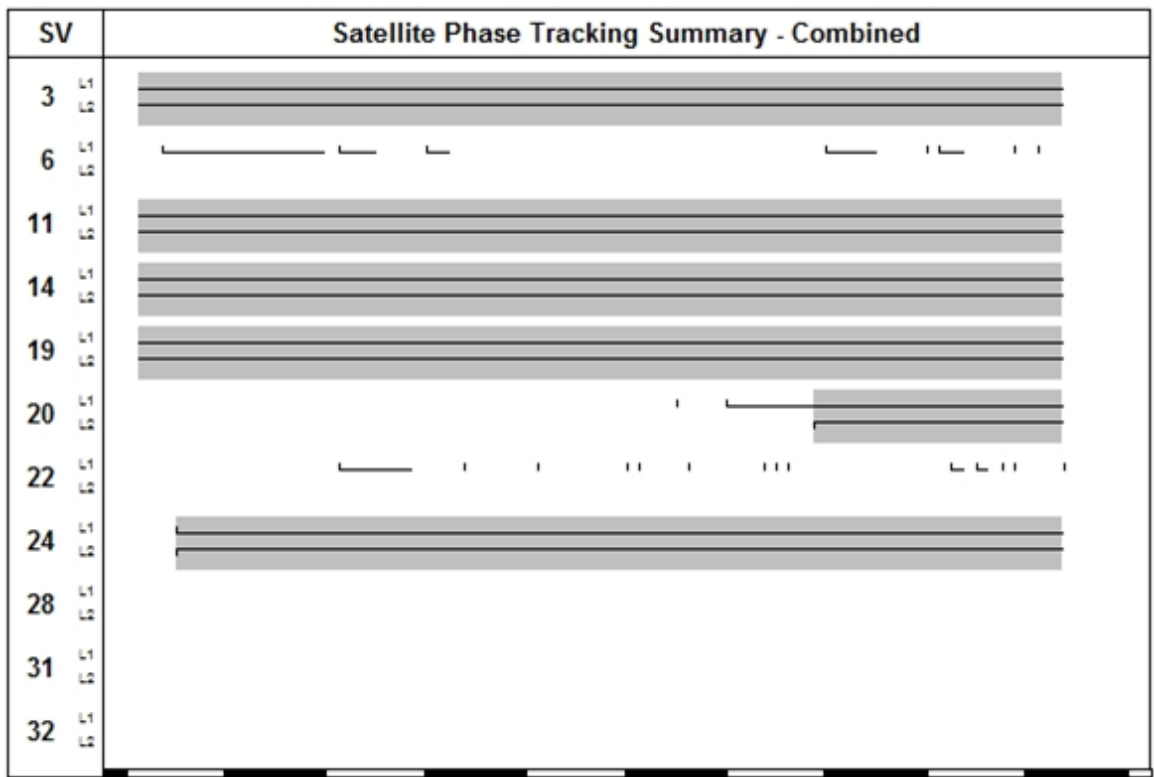 SV Satellite Phase Tracking Summary - Combined
3 L1
L2
6 L1
L2
11 L1
L2
14 L1
L2
19 L1
L2
20 L1
L2
22 L1
L2
24 L1
L2
28 L1
L2
31 L1
L2
32 L1
L2